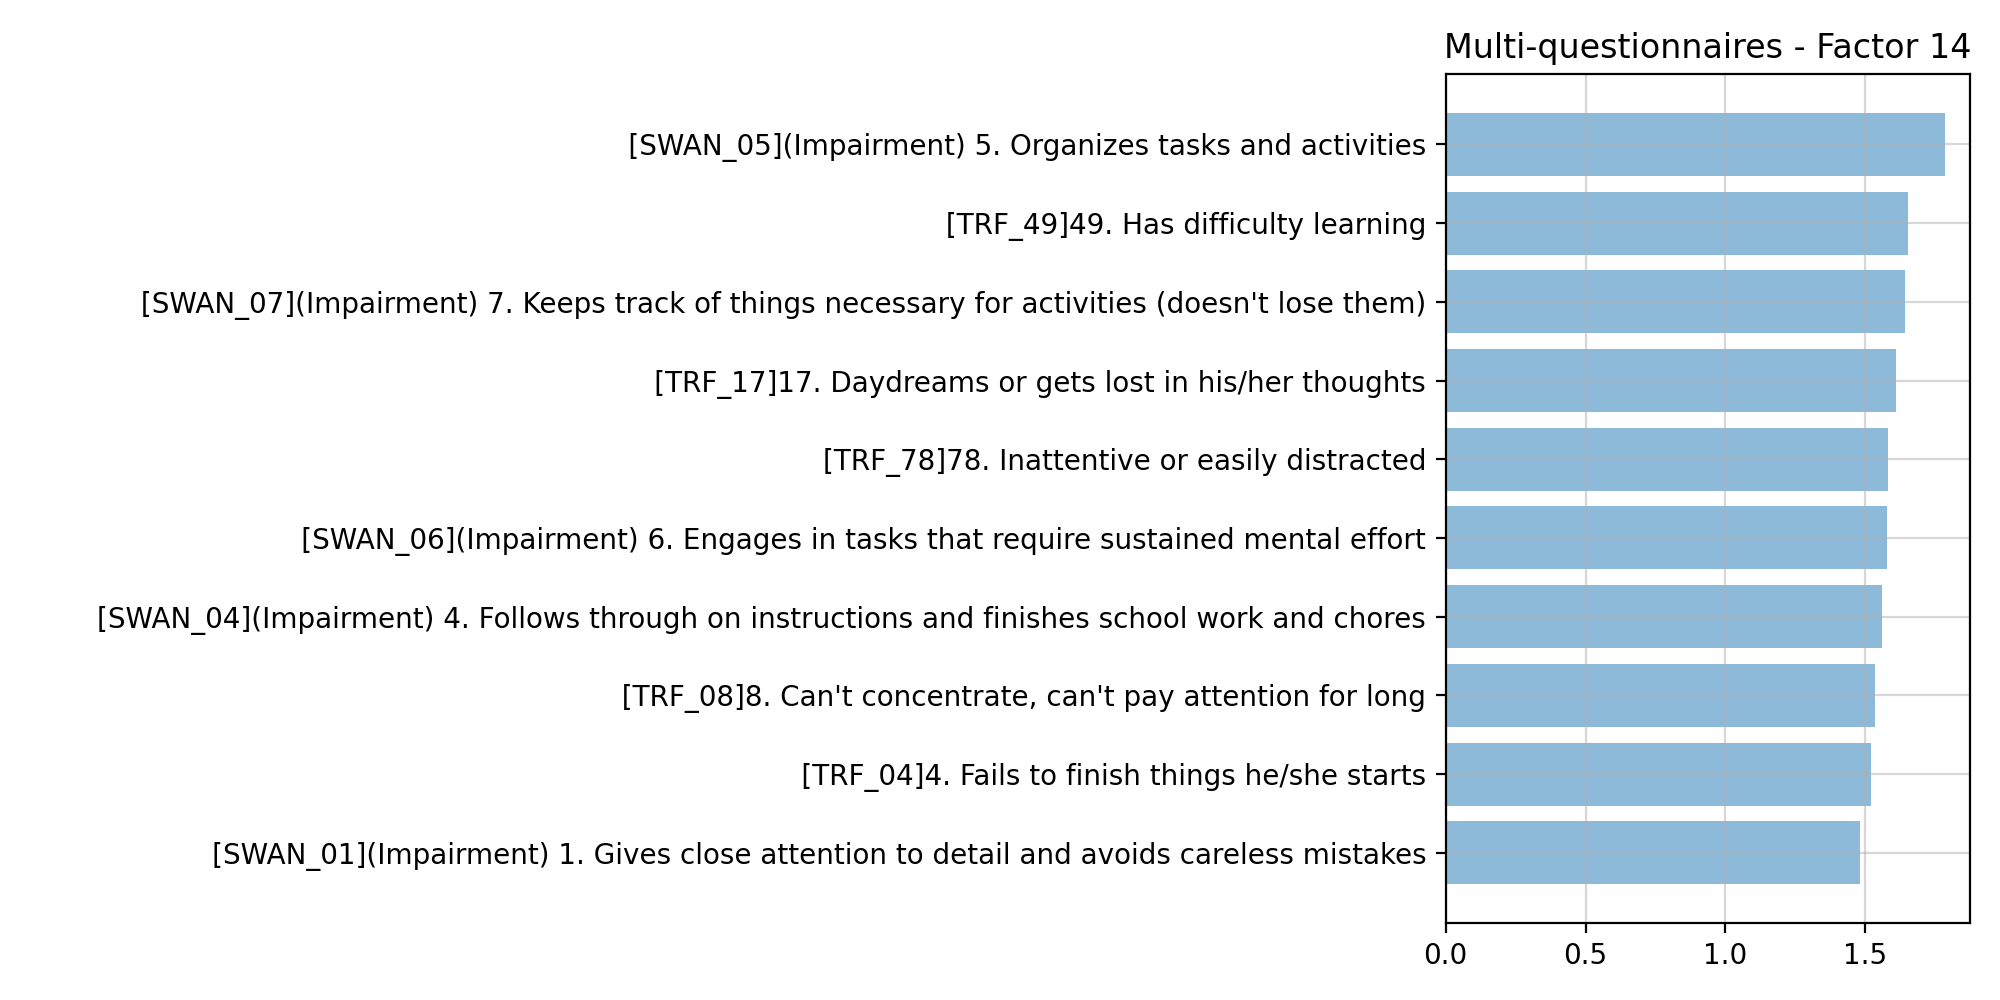 Multi-questionnaires - Factor 14
[SWAN_05](Impairment) 5. Organizes tasks and activities
[TRF_49]49. Has difficulty learning
[SWAN_07](Impairment) 7. Keeps track of things necessary for activities (doesn't lose them)
[TRF_17]17. Daydreams or gets lost in his/her thoughts
[TRF_78]78. Inattentive or easily distracted
[SWAN_06](Impairment) 6. Engages in tasks that require sustained mental effort
[SWAN_04](Impairment) 4. Follows through on instructions and finishes school work and chores
[TRF_08]8. Can't concentrate, can't pay attention for long
[TRF_04]4. Fails to finish things he/she starts
[SWAN_01](Impairment) 1. Gives close attention to detail and avoids careless mistakes
0.0 0.5 1.0 1.5